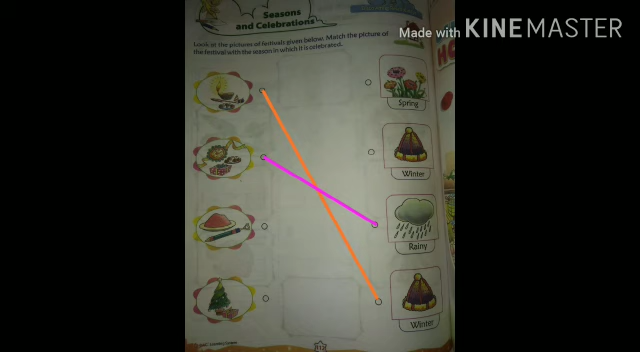 Made with KINEMASTER
Seasons
and Celebrations
Look at the pictures of festivals given below. Match the picture of
the festival with the season in which it is celebrated.
Spring
Winter
Rainy
Winter